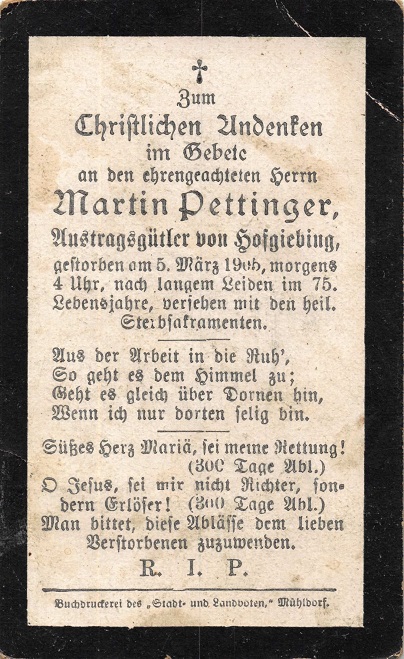 Zum
Christlichen Andenken
im Gebete
an den ehrengeachteten Herrn
Martin Pettinger,
Austragsgütler von Hofgiebing,
gestorben am 5. März 1905, morgens
4 Uhr, nach langem Leiden im 75.
Lebensjahre, versehen mit den heil.
Sterbsakramenten.
Aus der Arbeit in die Ruh',
So geht es dem Himmel zu;
Geht es gleich über Dornen hin,
Wenn ich nur dorten selig bin.
Süßes Herz Mariä, sei meine Rettung!
(300 Tage Abl.)
O Jesus, sei mir nicht Richter, son-
dern Erlöser! (300 Tage Abl.)
Man bittet, diese Ablässe dem lieben
Verstorbenen zuzuwenden.
R. I. P.
Buchdruckerei des „Stadt- und Landboten," Mühldorf.